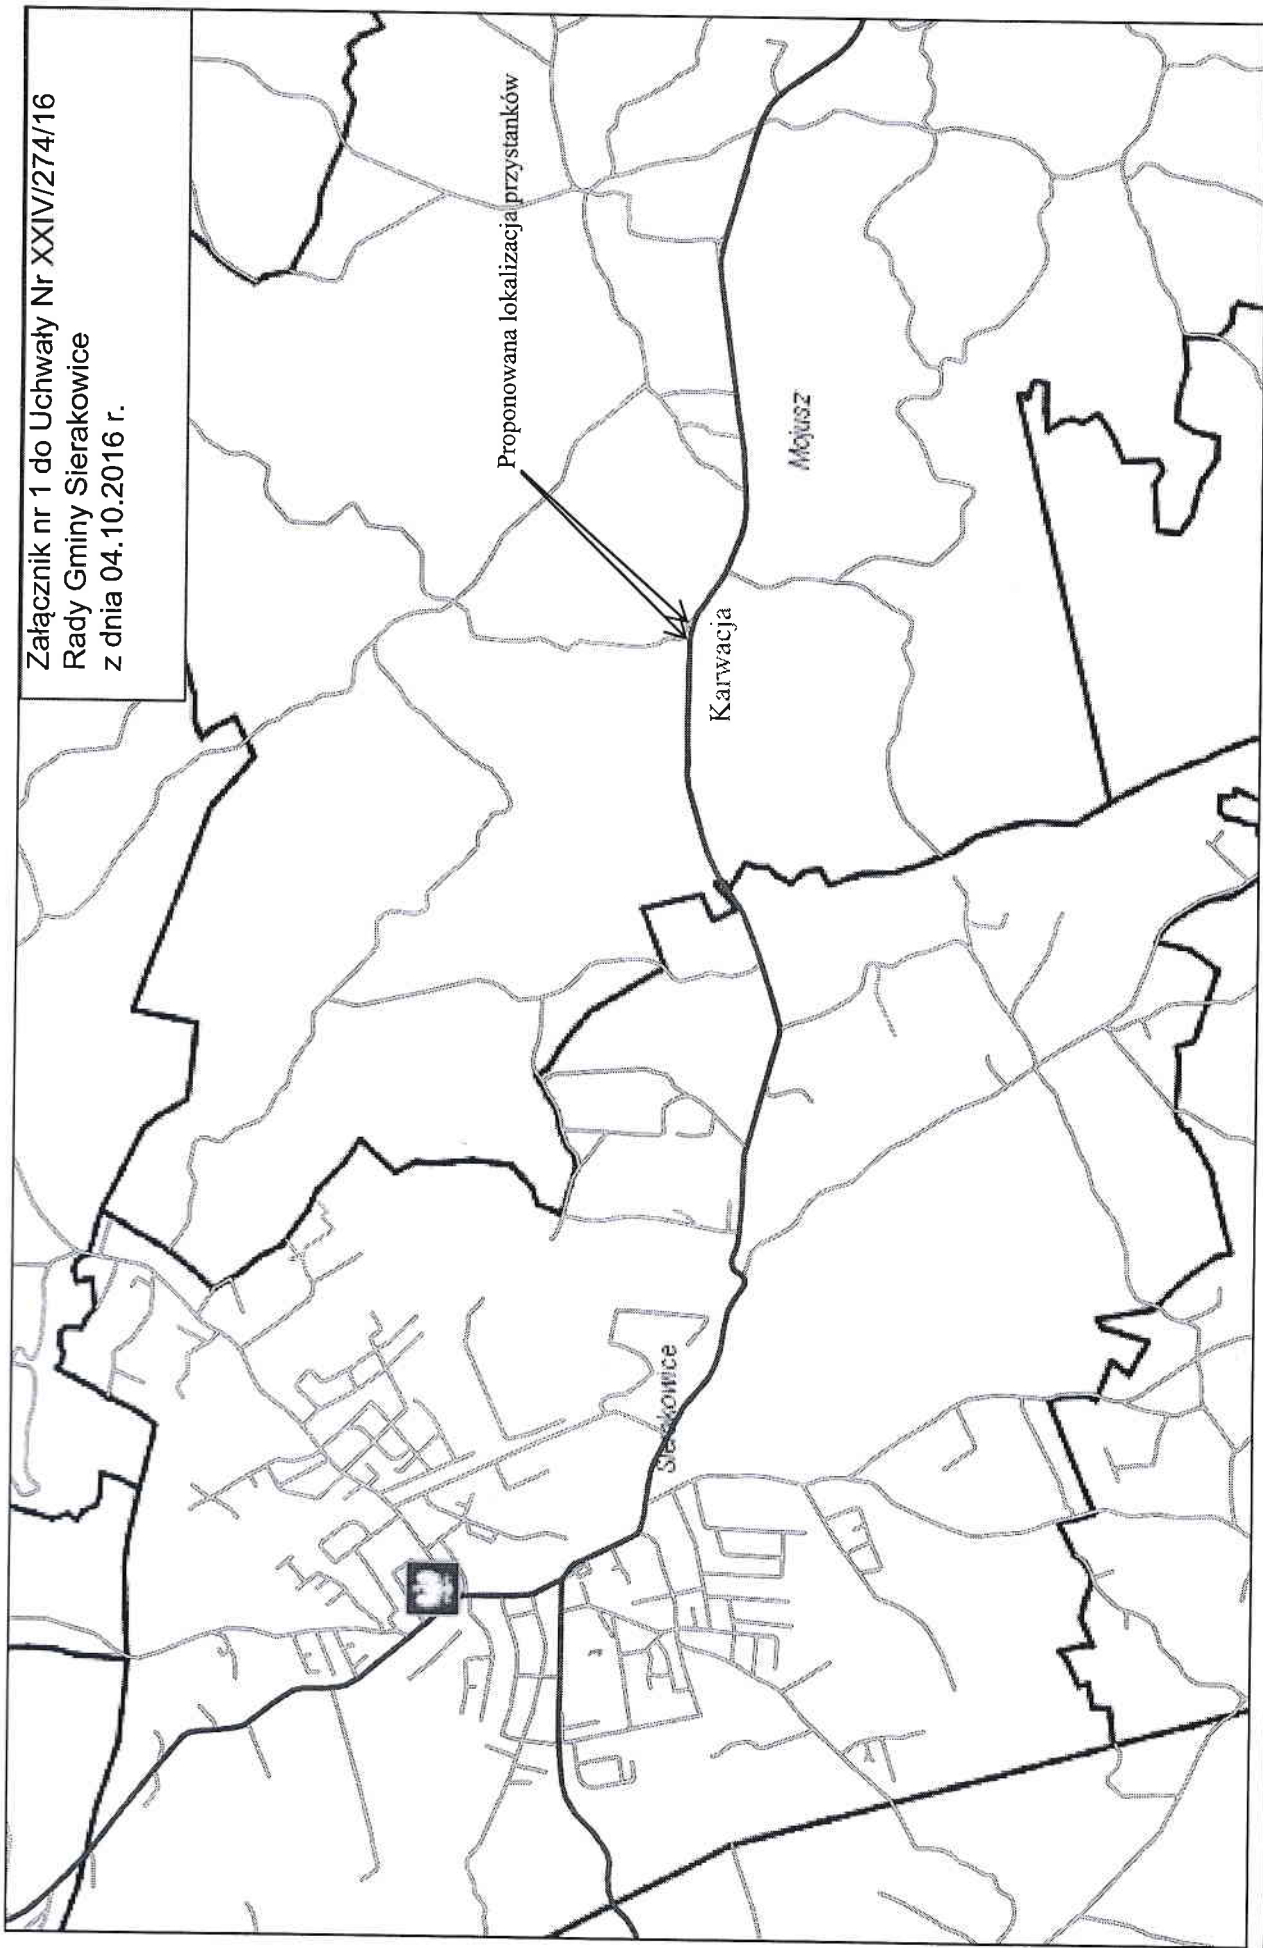 Załącznik nr 1 do Uchwały Nr XXIV/274/16
Rady Gminy Sierakowice
z dnia 04.10.2016 r.
Proponowana lokalizacja przystanków
Mojusz
Karwacja
Sierakowice